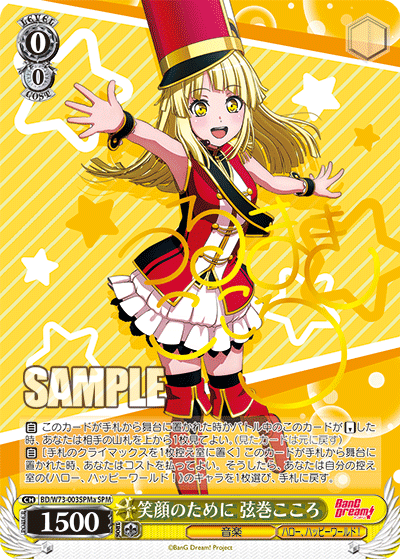 LEVEL
0
0
COST
つるまき
こころ
SAMPLE
自 このカードが手札から舞台に置かれた時かバトル中のこのカードが した
時、あなたは相手の山札を上から1枚見てよい。(見たカードは元に戻す)
自 [手札のクライマックスを1枚控え室に置く] このカードが手札から舞台に
置かれた時、あなたはコストを払ってよい。そうしたら、あなたは自分の控え
室の《ハロー、ハッピーワールド!》のキャラを1枚選び、手札に戻す。
CH BD/W73-003SPMa SPM
1500
笑顔のために 弦巻こころ
BanG Dream!
音楽
ハロー、ハッピーワールド!
©BanG Dream! Project